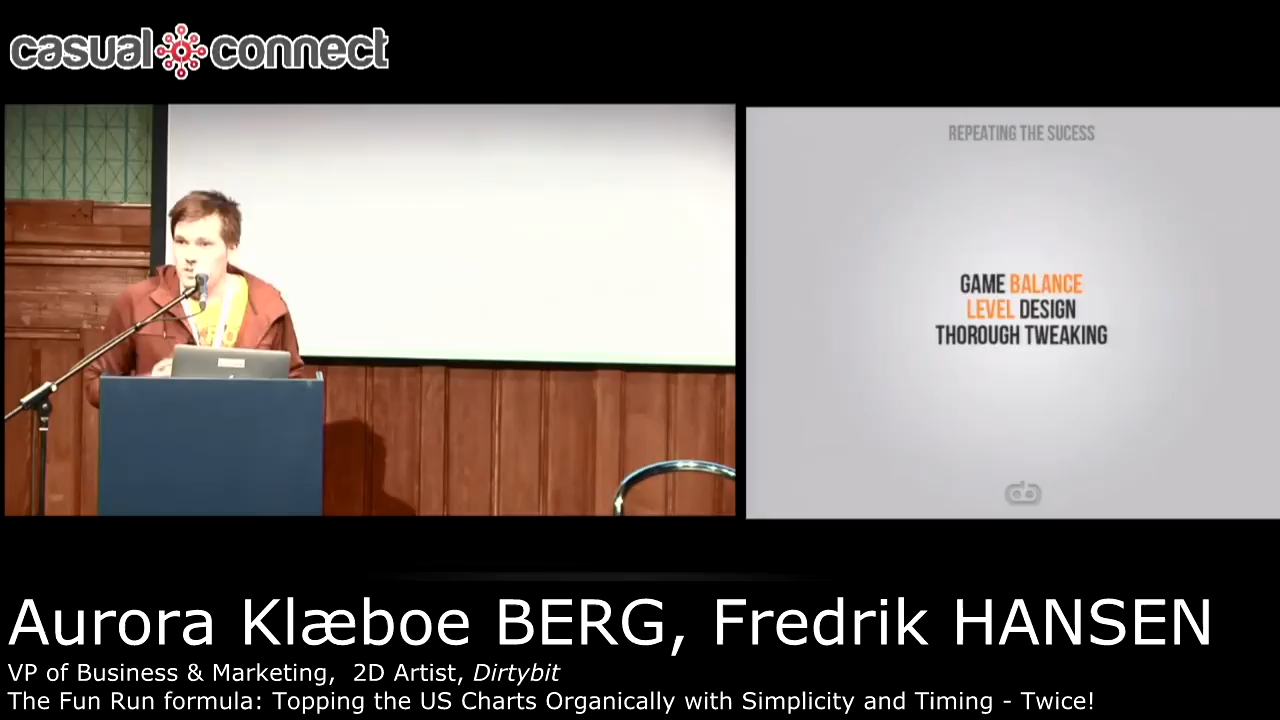 casual connect
REPEATING THE SUCESS
GAME BALANCE
LEVEL DESIGN
THOROUGH TWEAKING
Aurora Klæboe BERG, Fredrik HANSEN
VP of Business & Marketing, 2D Artist, Dirtybit
The Fun Run formula: Topping the US Charts Organically with Simplicity and Timing - Twice!